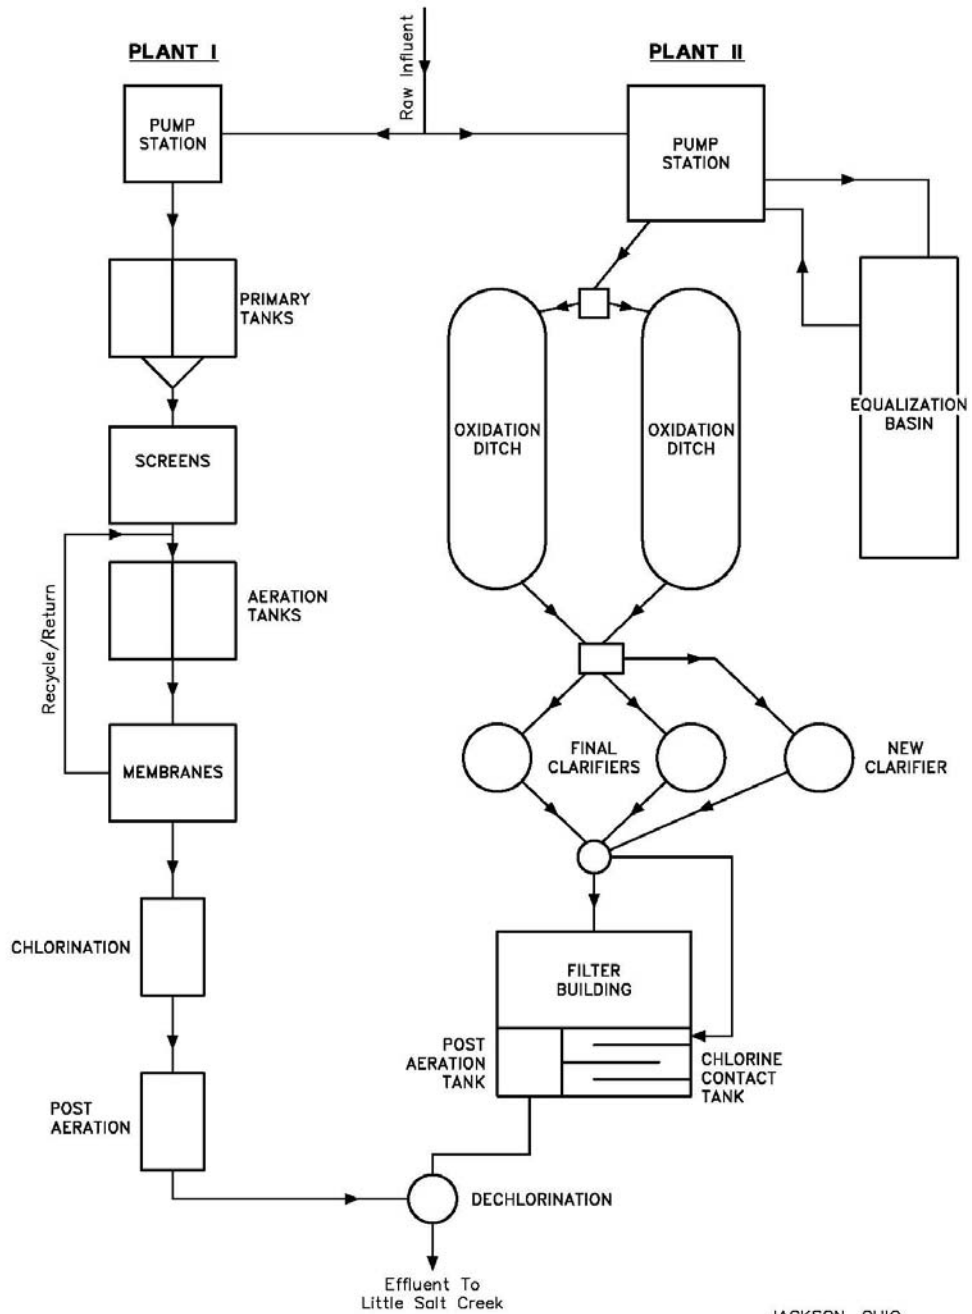 PLANT I
Raw Influent
PLANT II
PUMP
STATION
PUMP
STATION
PRIMARY
TANKS
EQUALIZATION
BASIN
OXIDATION
DITCH
OXIDATION
DITCH
SCREENS
Recycle/Return
AERATION
TANKS
MEMBRANES
FINAL
CLARIFIERS
NEW
CLARIFIER
CHLORINATION
FILTER
BUILDING
POST
AERATION
TANK
CHLORINE
CONTACT
TANK
POST
AERATION
DECHLORINATION
Effluent To
Little Salt Creek
JACKSON, OHIO